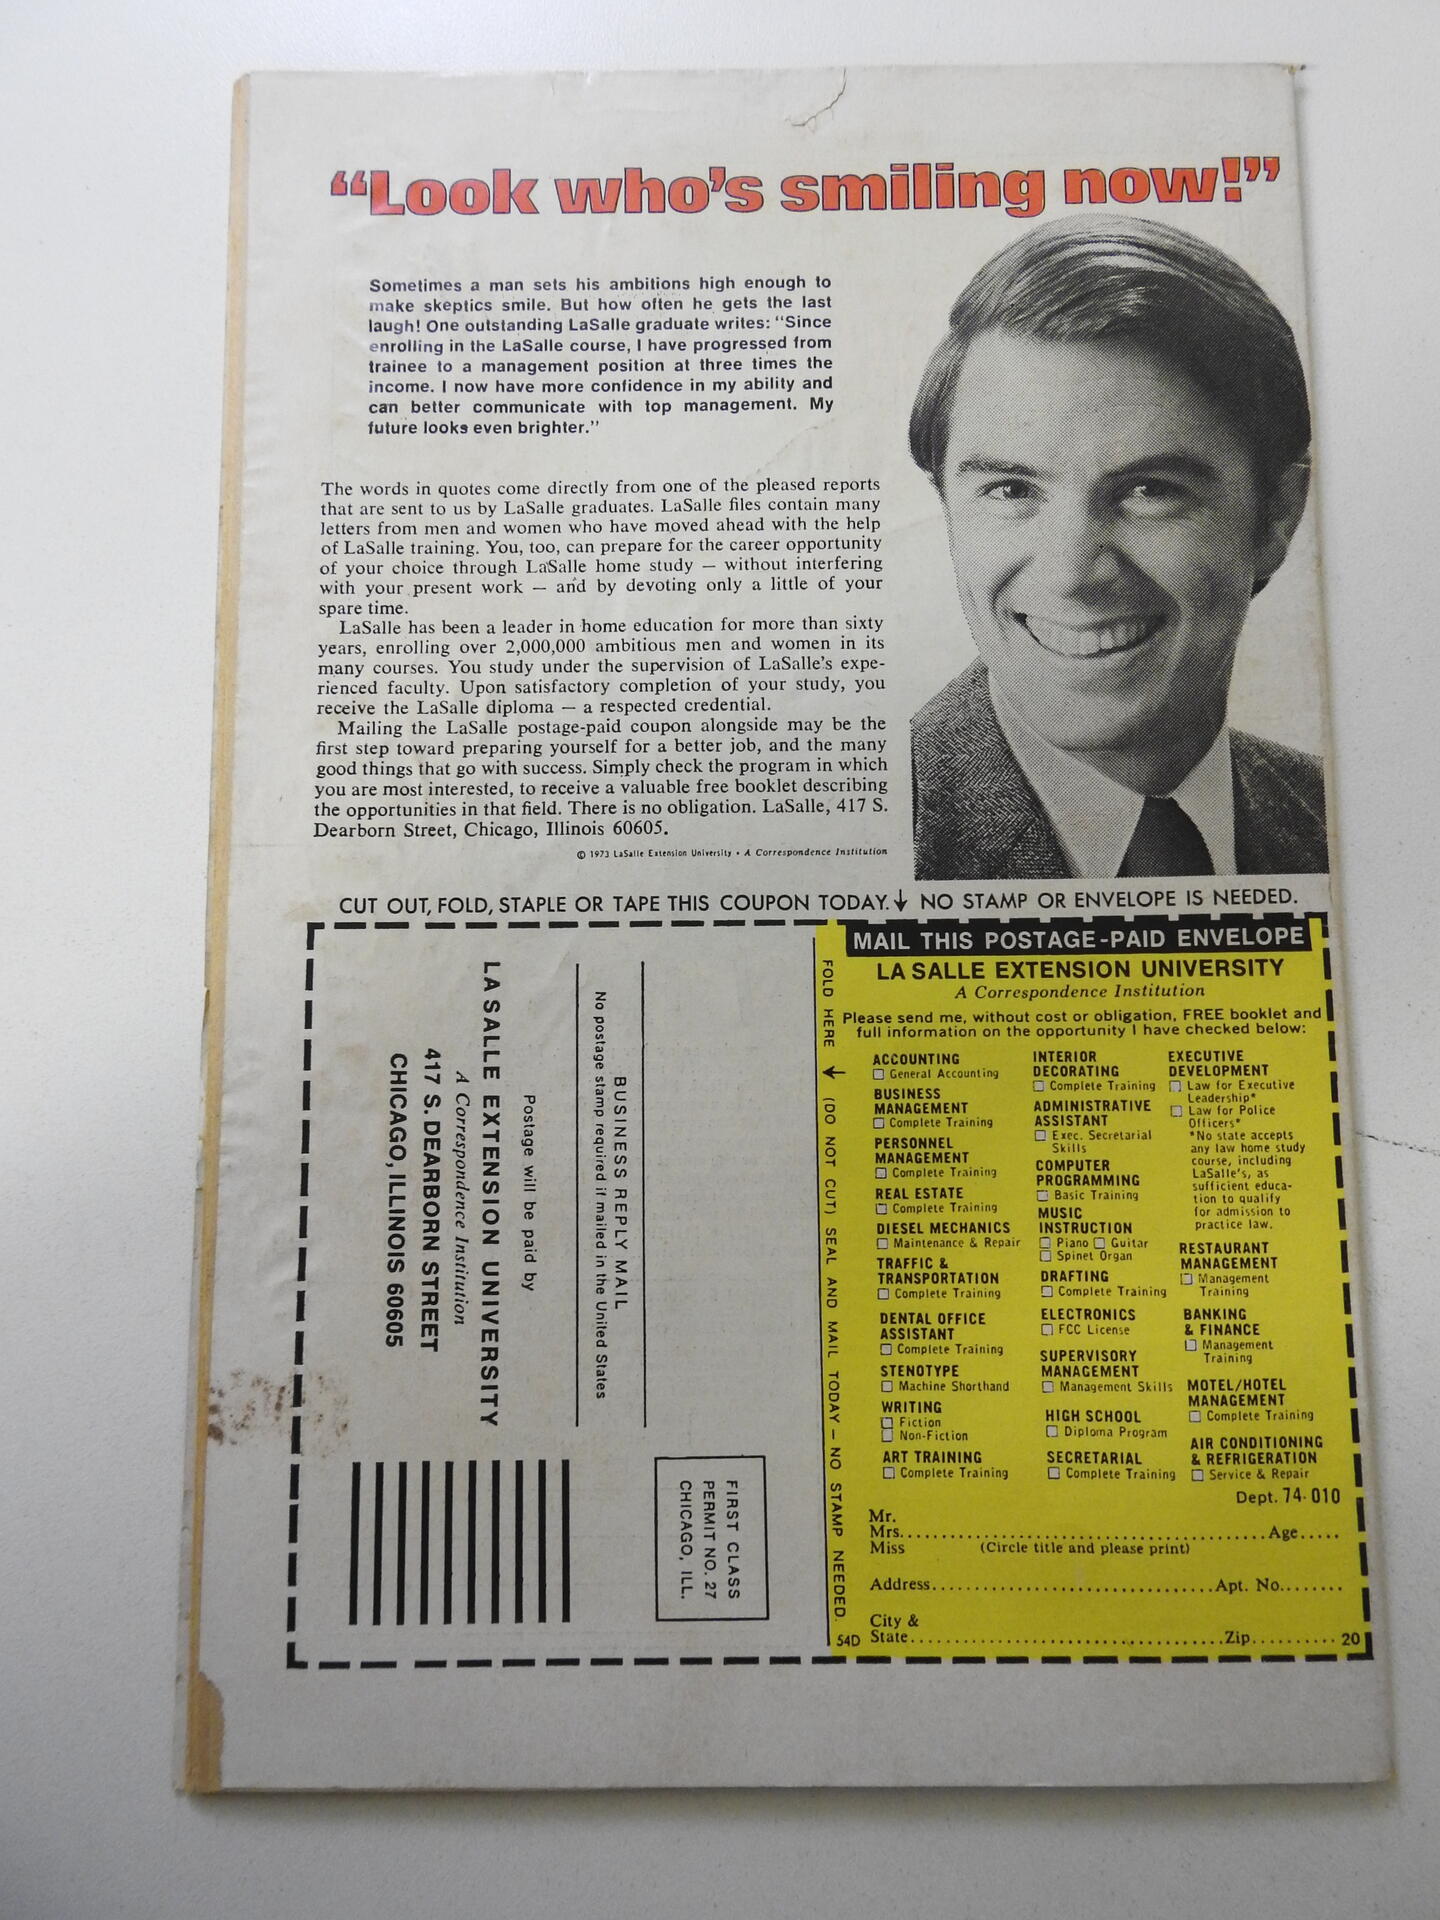 “Look who’s smiling now!”
Sometimes a man sets his ambitions high enough to
make skeptics smile. But how often he gets the last
laugh! One outstanding LaSalle graduate writes: “Since
enrolling in the LaSalle course, I have progressed from
trainee to a management position at three times the
income. I now have more confidence in my ability and
can better communicate with top management. My
future looks even brighter.”
The words in quotes come directly from one of the pleased reports
that are sent to us by LaSalle graduates. LaSalle files contain many
letters from men and women who have moved ahead with the help
of LaSalle training. You, too, can prepare for the career opportunity
of your choice through LaSalle home study — without interfering
with your present work — and by devoting only a little of your
spare time.
LaSalle has been a leader in home education for more than sixty
years, enrolling over 2,000,000 ambitious men and women in its
many courses. You study under the supervision of LaSalle’s expe-
rienced faculty. Upon satisfactory completion of your study, you
receive the LaSalle diploma — a respected credential.
Mailing the LaSalle postage-paid coupon alongside may be the
first step toward preparing yourself for a better job, and the many
good things that go with success. Simply check the program in which
you are most interested, to receive a valuable free booklet describing
the opportunities in that field. There is no obligation. LaSalle, 417 S.
Dearborn Street, Chicago, Illinois 60605.
© 1973 LaSalle Extension University • A Correspondence Institution
CUT OUT, FOLD, STAPLE OR TAPE THIS COUPON TODAY. ↓ NO STAMP OR ENVELOPE IS NEEDED.
FIRST CLASS
PERMIT NO. 27
CHICAGO, ILL.
BUSINESS REPLY MAIL
No postage stamp required if mailed in the United States
Postage will be paid by
LA SALLE EXTENSION UNIVERSITY
A Correspondence Institution
417 S. DEARBORN STREET
CHICAGO, ILLINOIS 60605
FOLD HERE ↓ (DO NOT CUT) SEAL AND MAIL TODAY — NO STAMP NEEDED.
MAIL THIS POSTAGE-PAID ENVELOPE
LA SALLE EXTENSION UNIVERSITY
A Correspondence Institution
Please send me, without cost or obligation, FREE booklet and
full information on the opportunity I have checked below:
ACCOUNTING
□ General Accounting
BUSINESS
MANAGEMENT
□ Complete Training
PERSONNEL
MANAGEMENT
□ Complete Training
REAL ESTATE
□ Complete Training
DIESEL MECHANICS
□ Maintenance & Repair
TRAFFIC &
TRANSPORTATION
□ Complete Training
DENTAL OFFICE
ASSISTANT
□ Complete Training
STENOTYPE
□ Machine Shorthand
WRITING
□ Fiction
□ Non-Fiction
ART TRAINING
□ Complete Training
INTERIOR
DECORATING
□ Complete Training
ADMINISTRATIVE
ASSISTANT
□ Exec. Secretarial
Skills
COMPUTER
PROGRAMMING
□ Basic Training
MUSIC
INSTRUCTION
□ Piano □ Guitar
□ Spinet Organ
DRAFTING
□ Complete Training
ELECTRONICS
□ FCC License
SUPERVISORY
MANAGEMENT
□ Management Skills
HIGH SCHOOL
□ Diploma Program
SECRETARIAL
□ Complete Training
EXECUTIVE
DEVELOPMENT
□ Law for Executive
Leadership*
□ Law for Police
Officers*
*No state accepts
any law home study
course, including
LaSalle’s, as
sufficient educa-
tion to qualify
for admission to
practice law.
RESTAURANT
MANAGEMENT
□ Management
Training
BANKING
& FINANCE
□ Management
Training
MOTEL/HOTEL
MANAGEMENT
□ Complete Training
AIR CONDITIONING
& REFRIGERATION
□ Service & Repair
Dept. 74-010
Mr.
Mrs. Age
Miss (Circle title and please print)
Address Apt. No.
City &
State Zip 20
54D